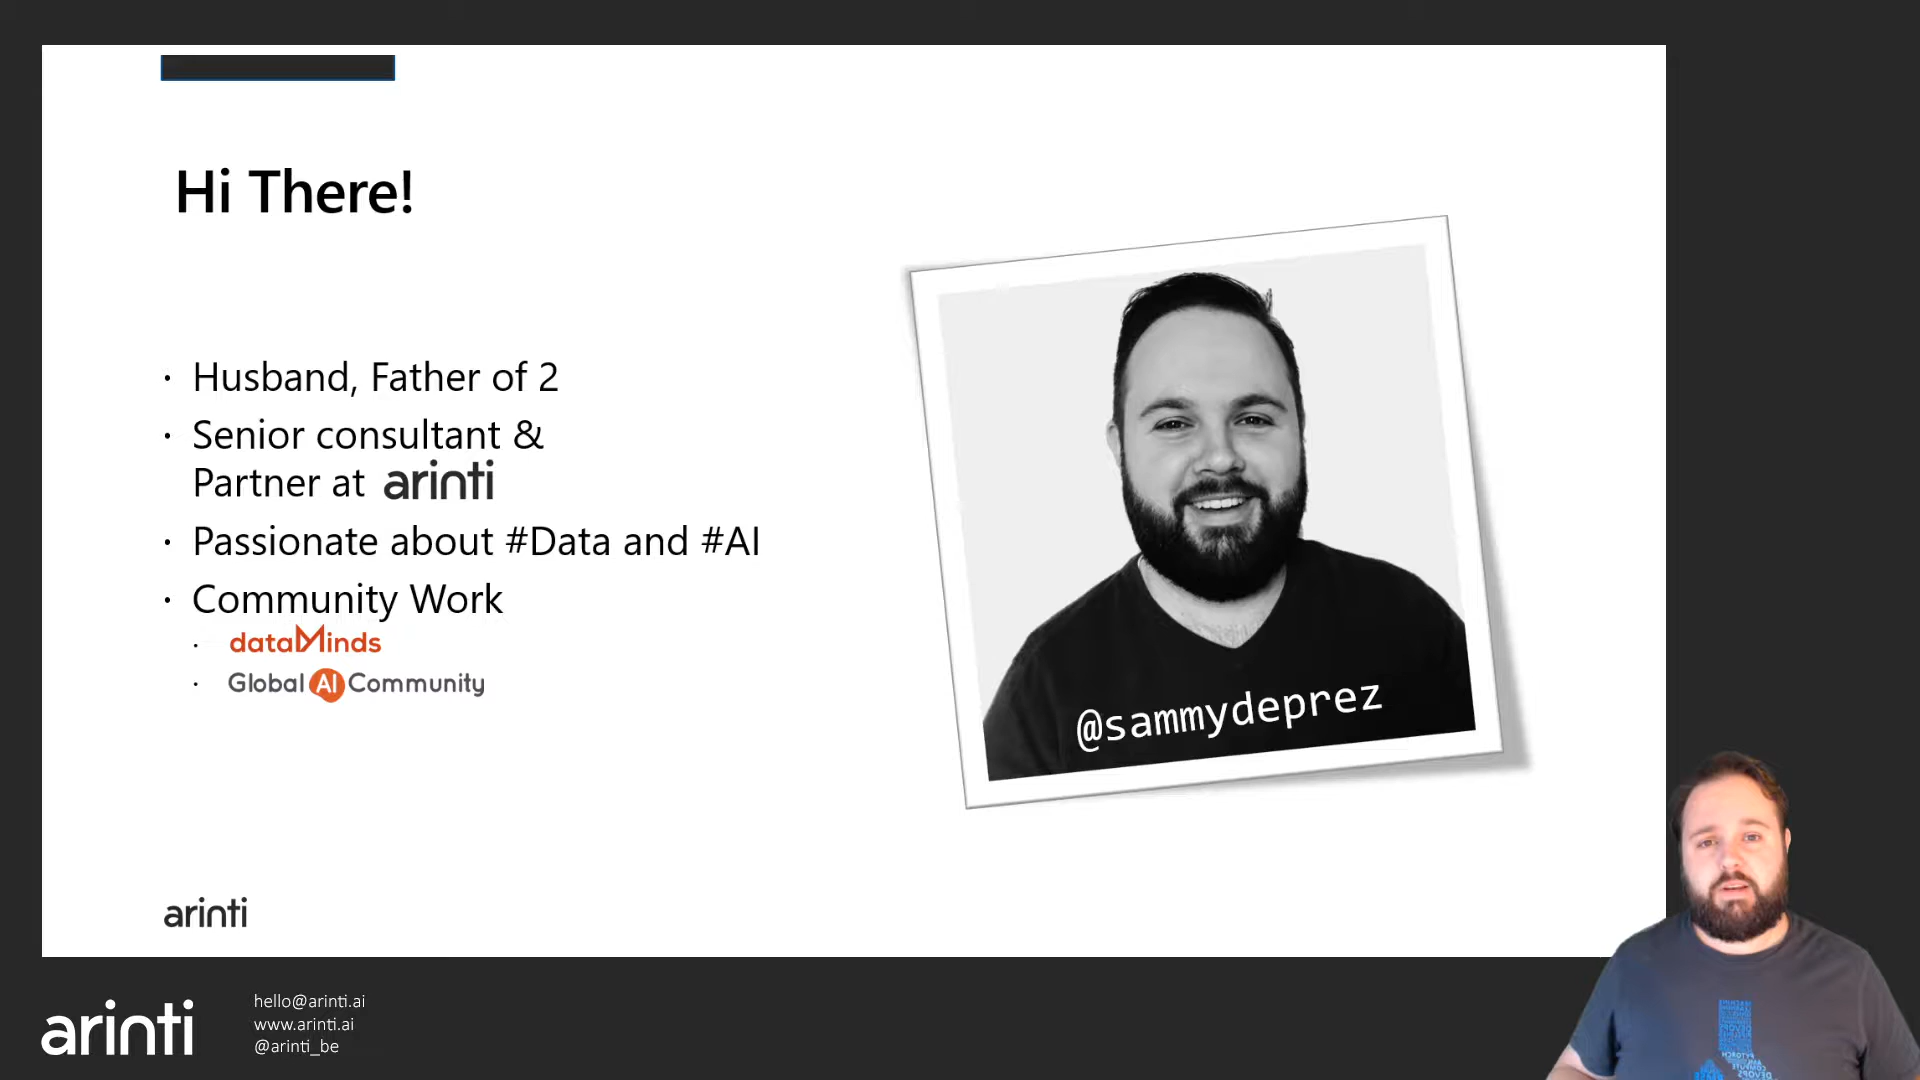 Hi There!
• Husband, Father of 2
• Senior consultant &
Partner at arinti
• Passionate about #Data and #AI
• Community Work
• dataMinds
• Global AI Community
@sammydeprez
arinti
arinti
hello@arinti.ai
www.arinti.ai
@arinti_be